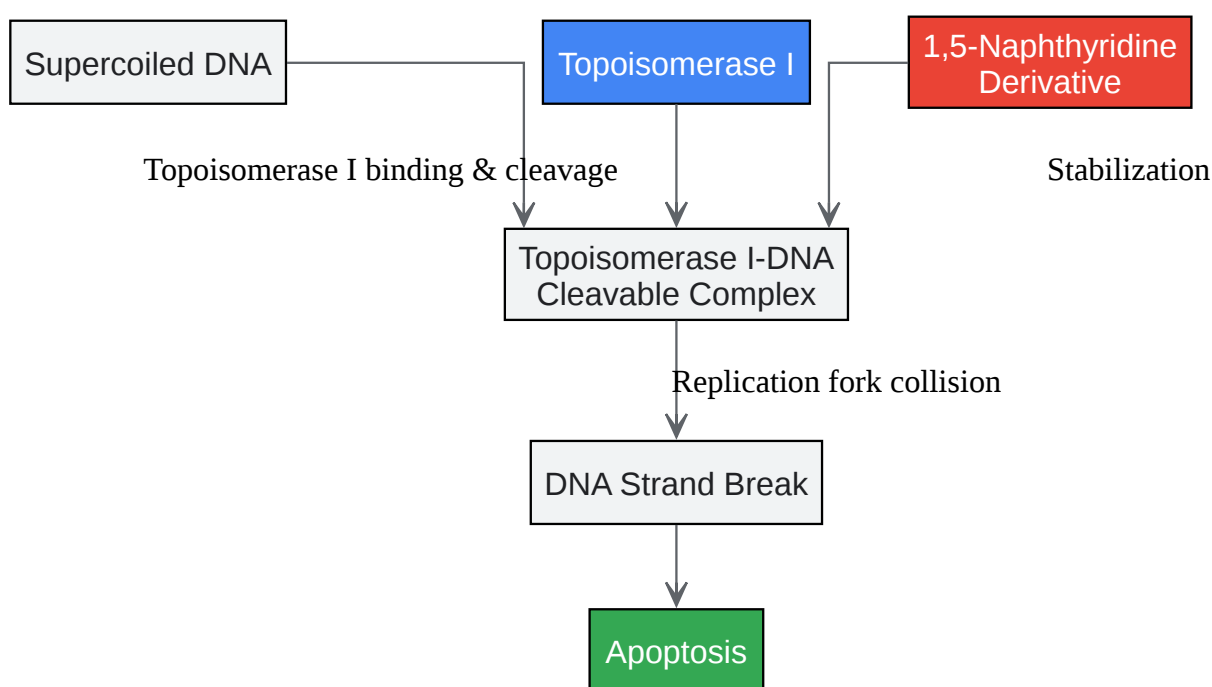 Supercoiled DNA
Topoisomerase I
1,5-Naphthyridine
Derivative
Topoisomerase I binding & cleavage
Stabilization
Topoisomerase I-DNA
Cleavable Complex
Replication fork collision
DNA Strand Break
Apoptosis